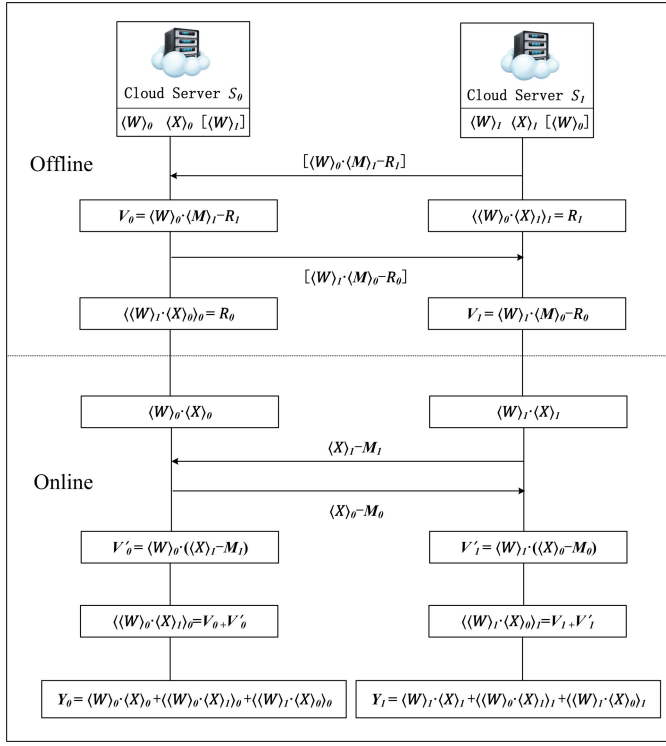 Cloud Server S₀
Cloud Server S₁
⟨W⟩₀ ⟨X⟩₀ [⟨W⟩₁]
⟨W⟩₁ ⟨X⟩₁ [⟨W⟩₀]
Offline
[⟨W⟩₀·⟨M⟩₁−R₁]
V₀ = ⟨W⟩₀·⟨M⟩₁−R₁
⟨⟨W⟩₀·⟨X⟩₁⟩₁ = R₁
[⟨W⟩₁·⟨M⟩₀−R₀]
⟨⟨W⟩₁·⟨X⟩₀⟩₀ = R₀
V₁ = ⟨W⟩₁·⟨M⟩₀−R₀
⟨W⟩₀·⟨X⟩₀
⟨W⟩₁·⟨X⟩₁
⟨X⟩₁−M₁
Online
⟨X⟩₀−M₀
V′₀ = ⟨W⟩₀·(⟨X⟩₁−M₁)
V′₁ = ⟨W⟩₁·(⟨X⟩₀−M₀)
⟨⟨W⟩₀·⟨X⟩₁⟩₀=V₀+V′₀
⟨⟨W⟩₁·⟨X⟩₀⟩₁=V₁+V′₁
Y₀ = ⟨W⟩₀·⟨X⟩₀+⟨⟨W⟩₀·⟨X⟩₁⟩₀+⟨⟨W⟩₁·⟨X⟩₀⟩₀
Y₁ = ⟨W⟩₁·⟨X⟩₁+⟨⟨W⟩₀·⟨X⟩₁⟩₁+⟨⟨W⟩₁·⟨X⟩₀⟩₁